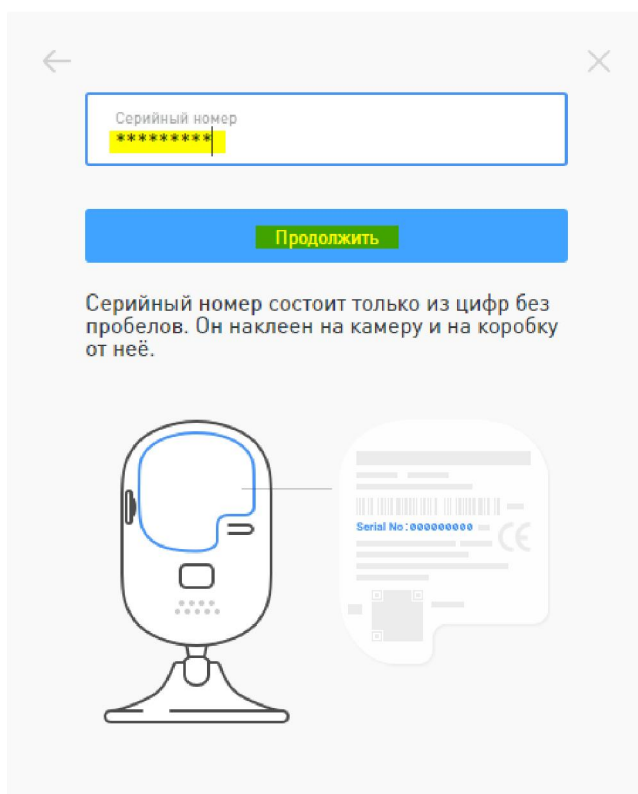 Серийный номер
*********
Продолжить
Серийный номер состоит только из цифр без
пробелов. Он наклеен на камеру и на коробку
от неё.
Serial No:000000000
CE